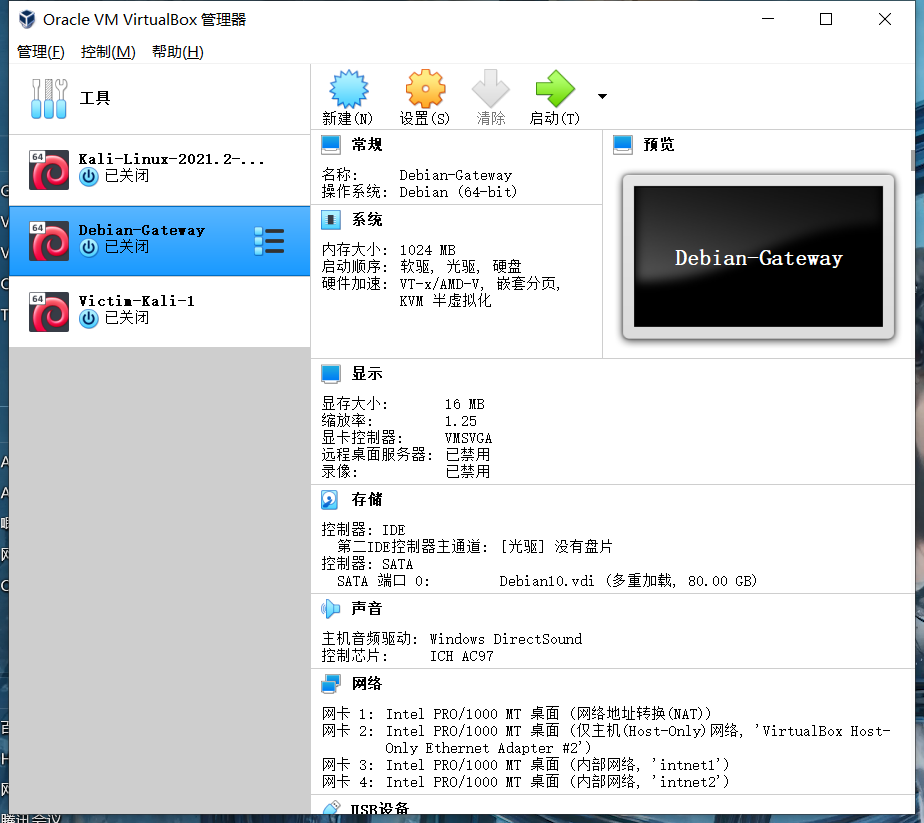 Oracle VM VirtualBox 管理器
管理(F) 控制(M) 帮助(H)
工具
新建(N) 设置(S) 清除 启动(T)
64 Kali-Linux-2021.2-...
已关闭
64 Debian-Gateway
已关闭
64 Victim-Kali-1
已关闭
常规
名称: Debian-Gateway
操作系统: Debian (64-bit)
预览
Debian-Gateway
系统
内存大小: 1024 MB
启动顺序: 软驱, 光驱, 硬盘
硬件加速: VT-x/AMD-V, 嵌套分页,
KVM 半虚拟化
显示
显存大小: 16 MB
缩放率: 1.25
显卡控制器: VMSVGA
远程桌面服务器: 已禁用
录像: 已禁用
存储
控制器: IDE
第二IDE控制器主通道: [光驱] 没有盘片
控制器: SATA
SATA 端口 0: Debian10.vdi (多重加载, 80.00 GB)
声音
主机音频驱动: Windows DirectSound
控制芯片: ICH AC97
网络
网卡 1: Intel PRO/1000 MT 桌面 (网络地址转换(NAT))
网卡 2: Intel PRO/1000 MT 桌面 (仅主机(Host-Only)网络, 'VirtualBox Host-
Only Ethernet Adapter #2')
网卡 3: Intel PRO/1000 MT 桌面 (内部网络, 'intnet1')
网卡 4: Intel PRO/1000 MT 桌面 (内部网络, 'intnet2')
USB设备
腾讯会议